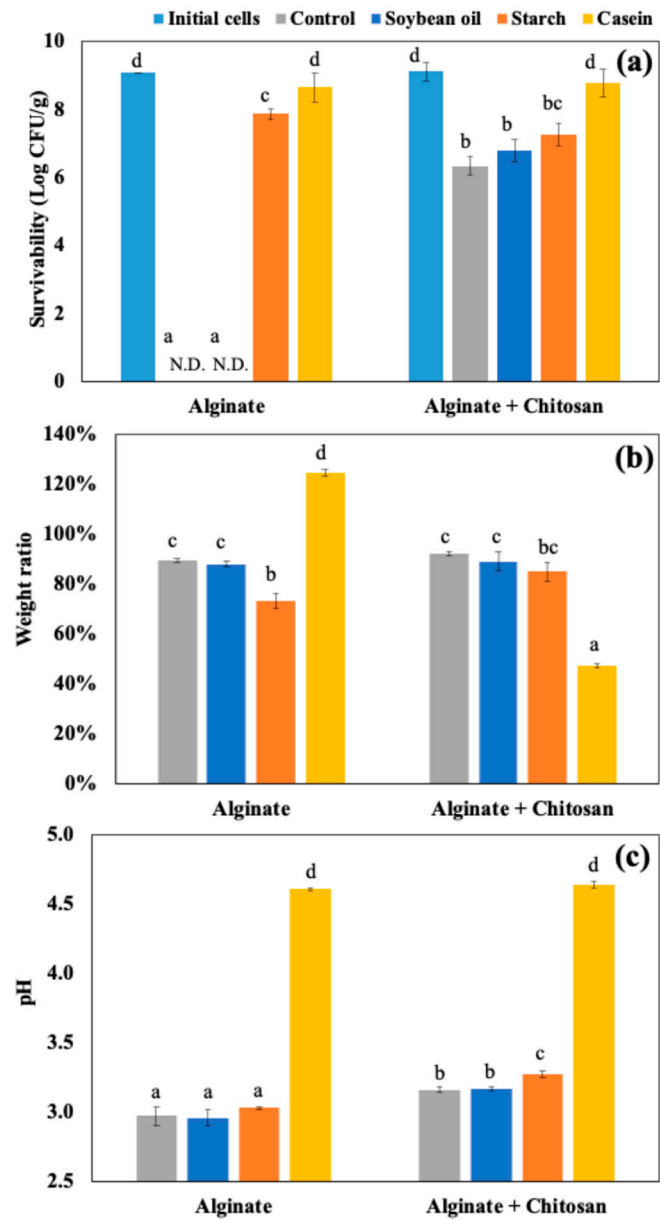 Initial cells Control Soybean oil Starch Casein
(a)
Survivability (Log CFU/g)
10
8
6
4
2
0
d a a c d d b b bc d
N.D. N.D.
Alginate Alginate + Chitosan
(b)
Weight ratio
140%
120%
100%
80%
60%
40%
20%
0%
c c b d c c bc a
Alginate Alginate + Chitosan
(c)
pH
5.0
4.5
4.0
3.5
3.0
2.5
a a a d b b c d
Alginate Alginate + Chitosan